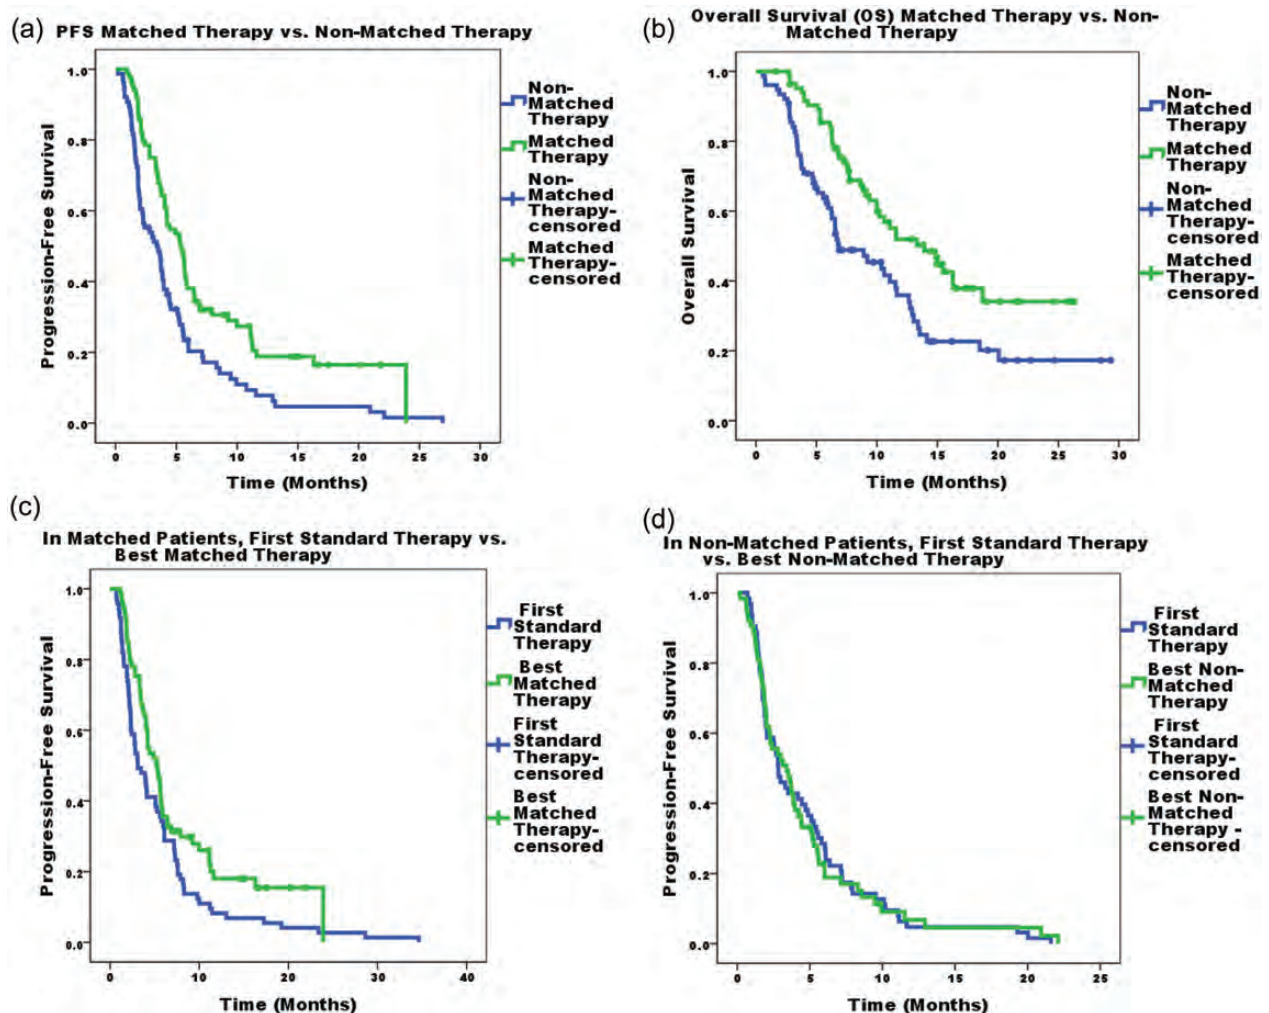 (a)
PFS Matched Therapy vs. Non-Matched Therapy
Progression-Free Survival
1.0
0.8
0.6
0.4
0.2
0.0
0 5 10 15 20 25 30
Time (Months)
Non-
Matched
Therapy
Matched
Therapy
Non-
Matched
Therapy-
censored
Matched
Therapy-
censored
(b)
Overall Survival (OS) Matched Therapy vs. Non-
Matched Therapy
Overall Survival
1.0
0.8
0.6
0.4
0.2
0.0
0 5 10 15 20 25 30
Time (Months)
Non-
Matched
Therapy
Matched
Therapy
Non-
Matched
Therapy-
censored
Matched
Therapy-
censored
(c)
In Matched Patients, First Standard Therapy vs.
Best Matched Therapy
Progression-Free Survival
1.0
0.8
0.6
0.4
0.2
0.0
0 10 20 30 40
Time (Months)
First
Standard
Therapy
Best
Matched
Therapy
First
Standard
Therapy-
censored
Best
Matched
Therapy-
censored
(d)
In Non-Matched Patients, First Standard Therapy
vs. Best Non-Matched Therapy
Progression-Free Survival
1.0
0.8
0.6
0.4
0.2
0.0
0 5 10 15 20 25
Time (Months)
First
Standard
Therapy
Best Non-
Matched
Therapy
First
Standard
Therapy-
censored
Best Non-
Matched
Therapy -
censored